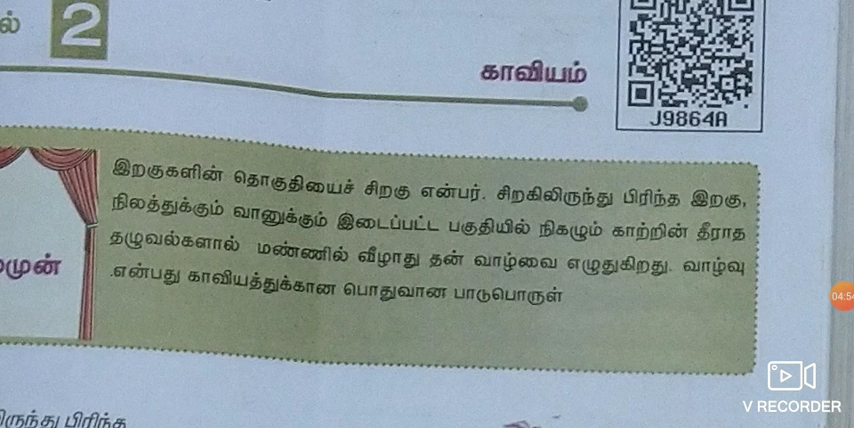 ல் 2
காவியம்
J9864A
இறகுகளின் தொகுதியைச் சிறகு என்பர். சிறகிலிருந்து பிரிந்த இறகு,
நிலத்துக்கும் வானுக்கும் இடைப்பட்ட பகுதியில் நிகழும் காற்றின் தீராத
தழுவல்களால் மண்ணில் வீழாது தன் வாழ்வை எழுதுகிறது. வாழ்வு
என்பது காவியத்துக்கான பொதுவான பாடுபொருள்
முன்
04:54
V RECORDER
ருந்து பிரிந்த